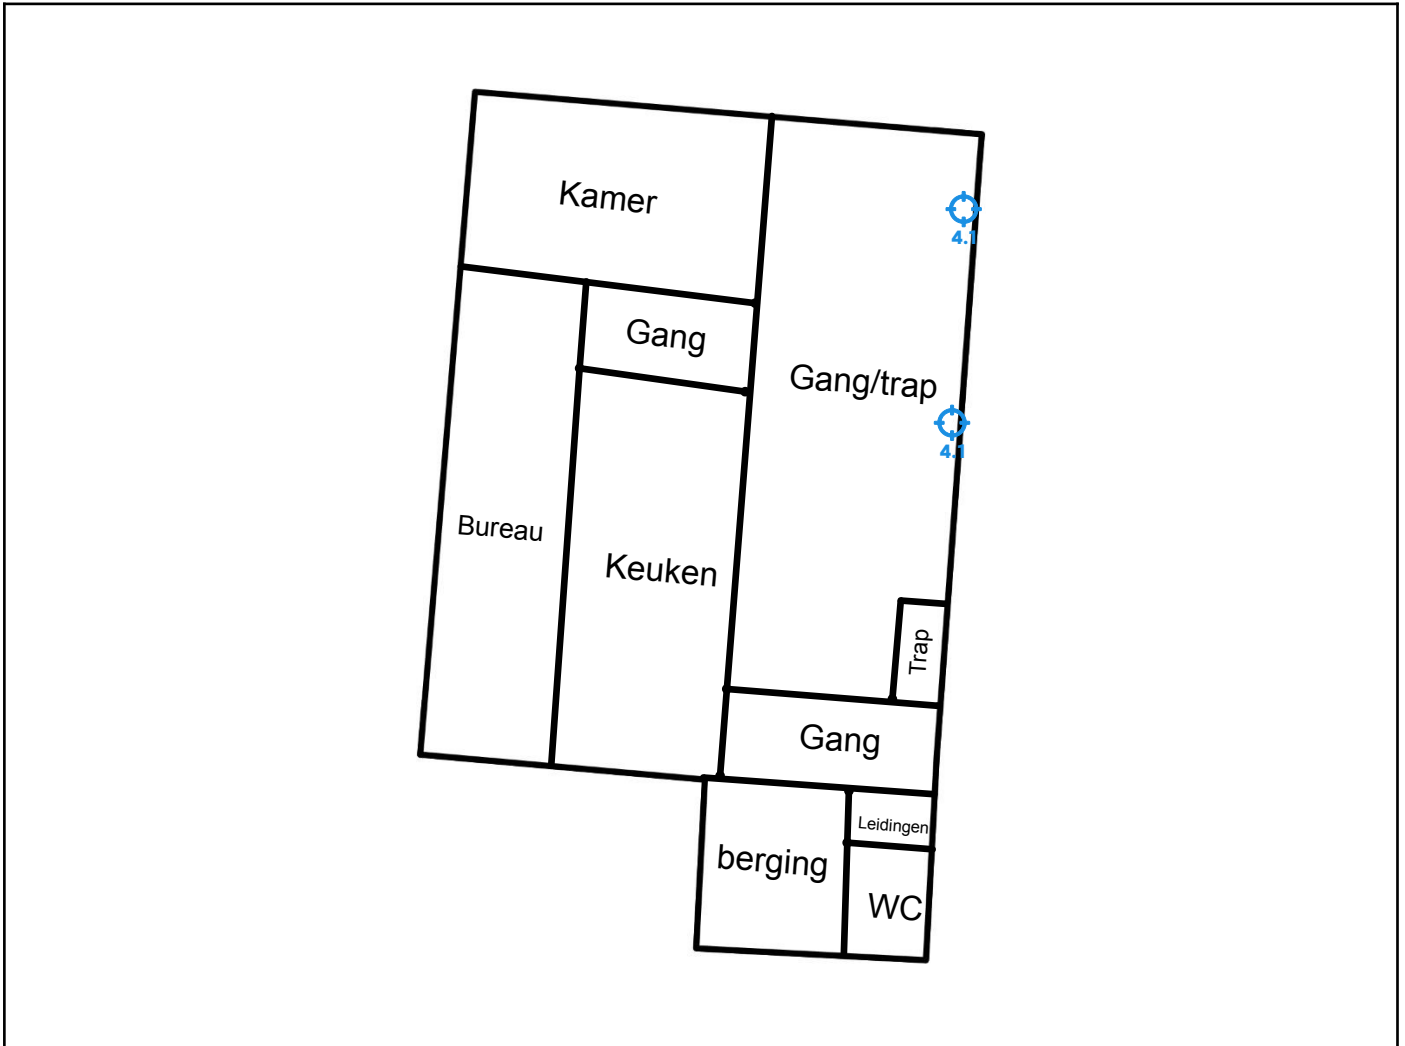 Kamer
4.1
Gang
Gang/trap
4.1
Bureau
Keuken
Trap
Gang
Leidingen
berging
WC